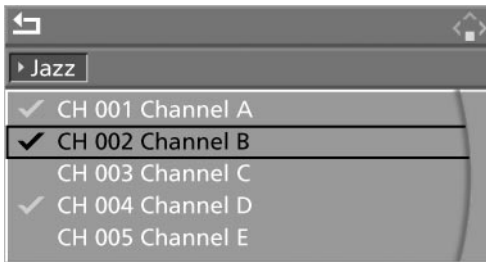 Jazz
CH 001 Channel A
CH 002 Channel B
CH 003 Channel C
CH 004 Channel D
CH 005 Channel E